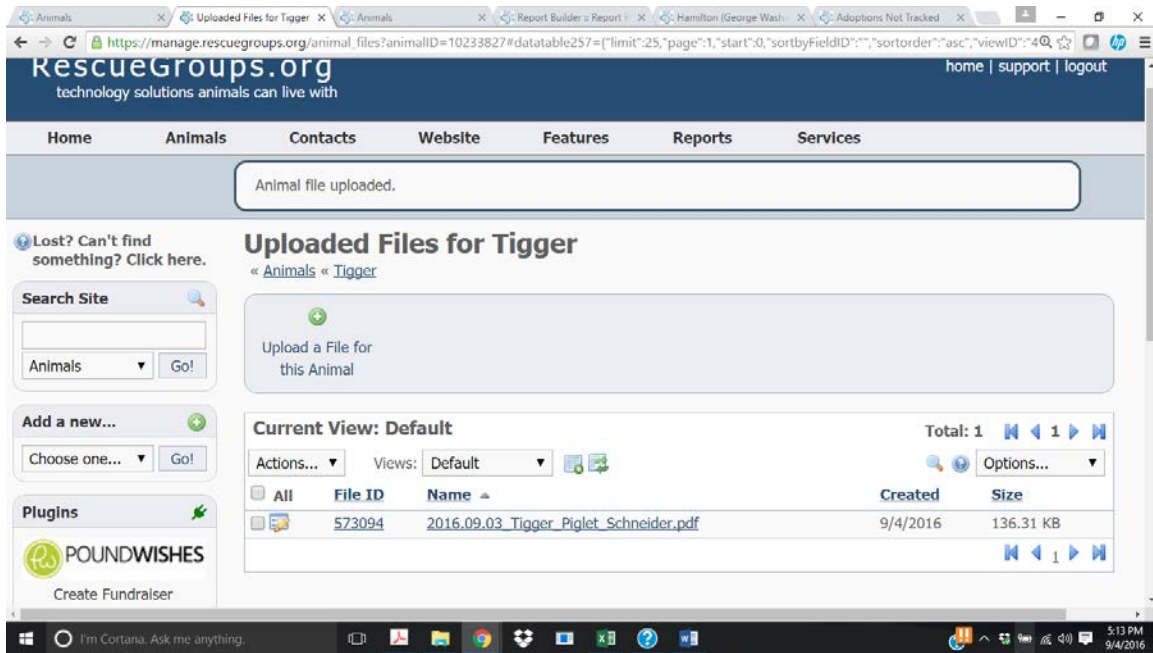 Animals
Uploaded Files for Tigger
Animals
Report Builder :: Report
Hamilton (George Wash
Adoptions Not Tracked
https://manage.rescuegroups.org/animal_files?animalID=10233827#datatable257={"limit":25,"page":1,"start":0,"sortbyFieldID":"","sortorder":"asc","viewID":"4
RescueGroups.org
home | support | logout
technology solutions animals can live with
Home Animals Contacts Website Features Reports Services
Animal file uploaded.
Lost? Can't find
something? Click here.
Uploaded Files for Tigger
« Animals « Tigger
Search Site
Animals Go!
Upload a File for
this Animal
Add a new...
Choose one... Go!
Current View: Default Total: 1 1
Actions... Views: Default Options...
All File ID Name Created Size
573094 2016.09.03_Tigger_Piglet_Schneider.pdf 9/4/2016 136.31 KB
1
Plugins
POUNDWISHES
Create Fundraiser
I'm Cortana. Ask me anything.
5:13 PM
9/4/2016